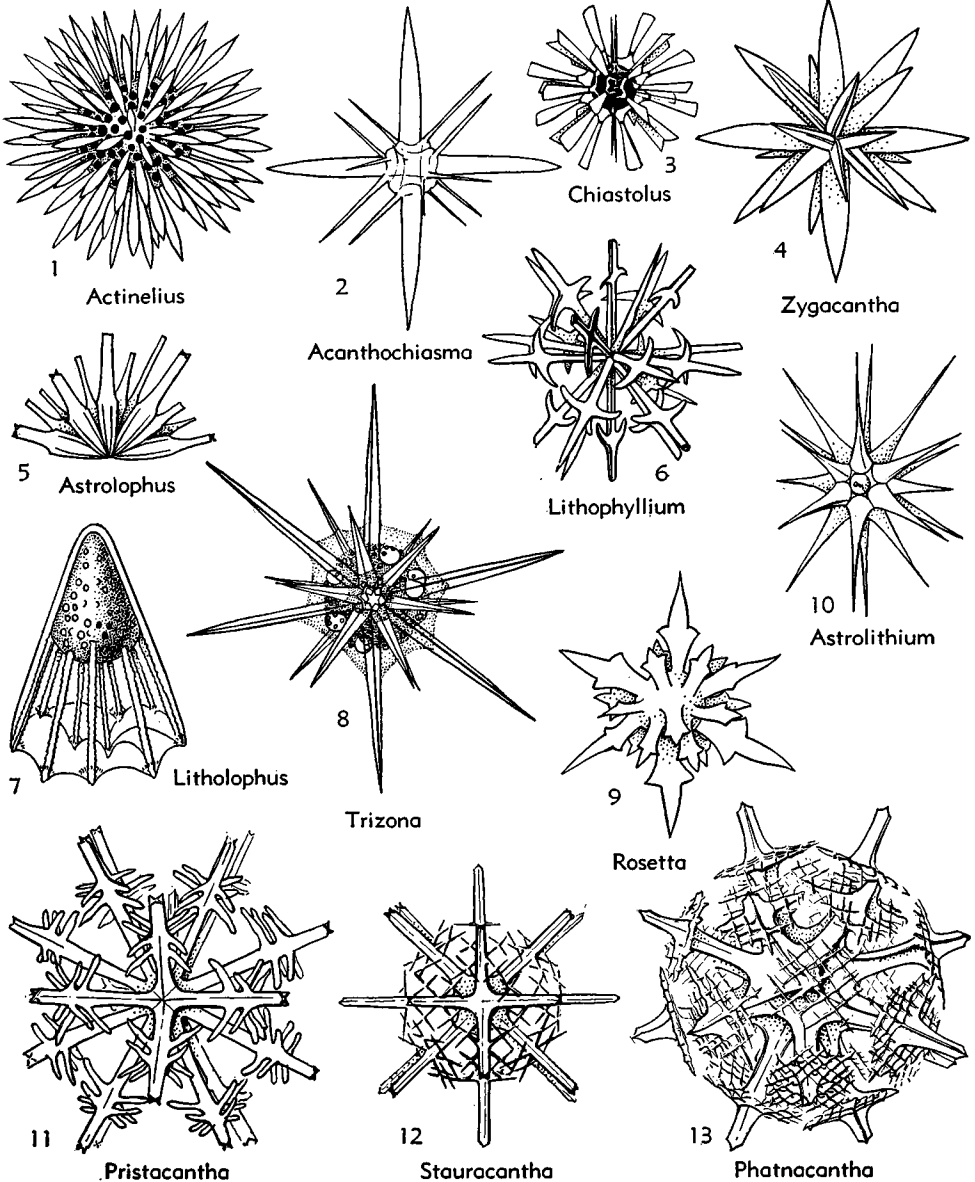 1
Actinelius
2
Acanthochiasma
3
Chiastolus
4
Zygacantha
5
Astrolophus
6
Lithophyllium
7
Litholophus
8
Trizona
9
Rosetta
10
Astrolithium
11
Pristacantha
12
Stauracantha
13
Phatnacantha